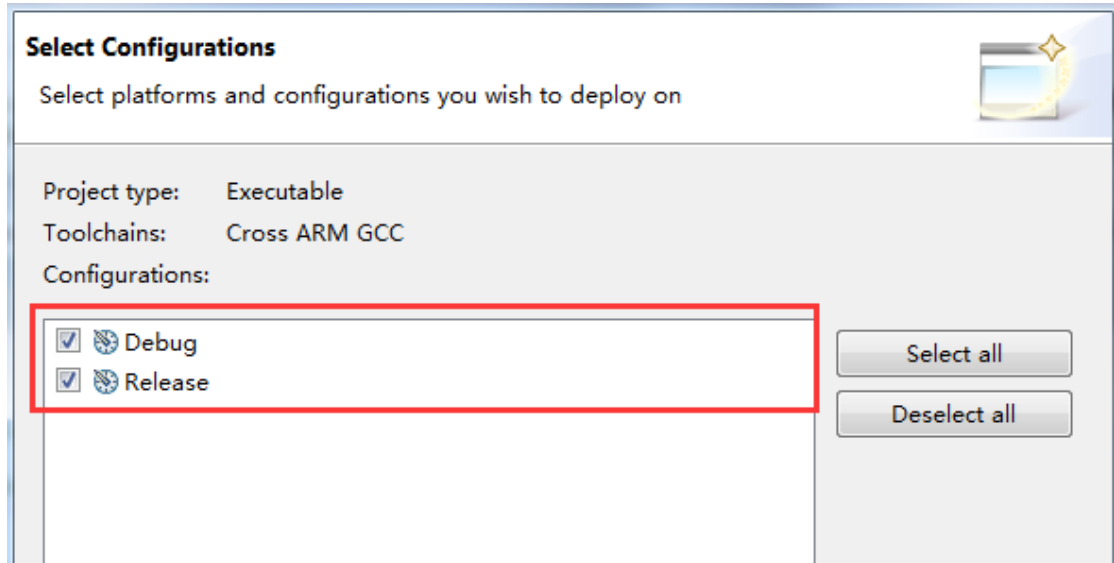 Select Configurations
Select platforms and configurations you wish to deploy on
Project type: Executable
Toolchains: Cross ARM GCC
Configurations:
Debug
Select all
Release
Deselect all